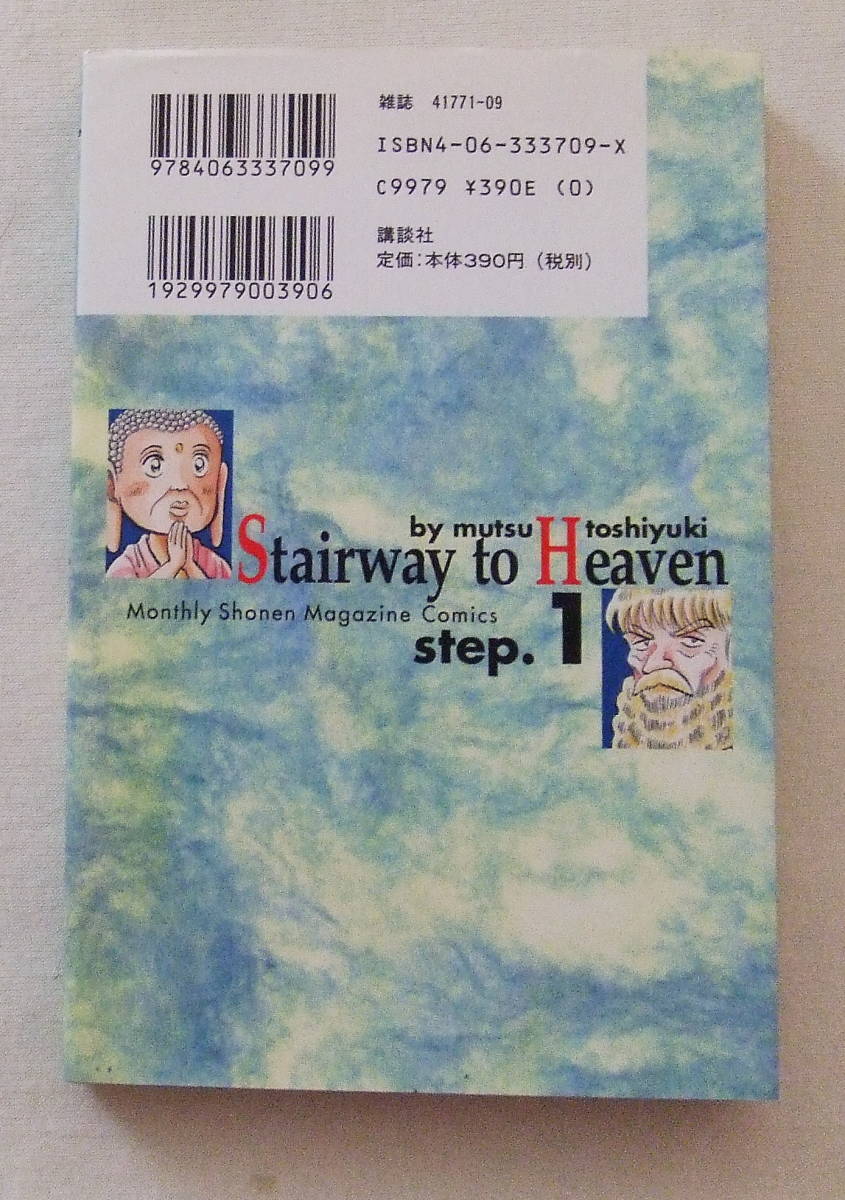 9784063337099
1929979003906
雑誌 41771-09
ISBN4-06-333709-X
C9979 ¥390E (0)
講談社
定価:本体390円(税別)
by mutsu toshiyuki
Stairway to Heaven
Monthly Shonen Magazine Comics
step. 1